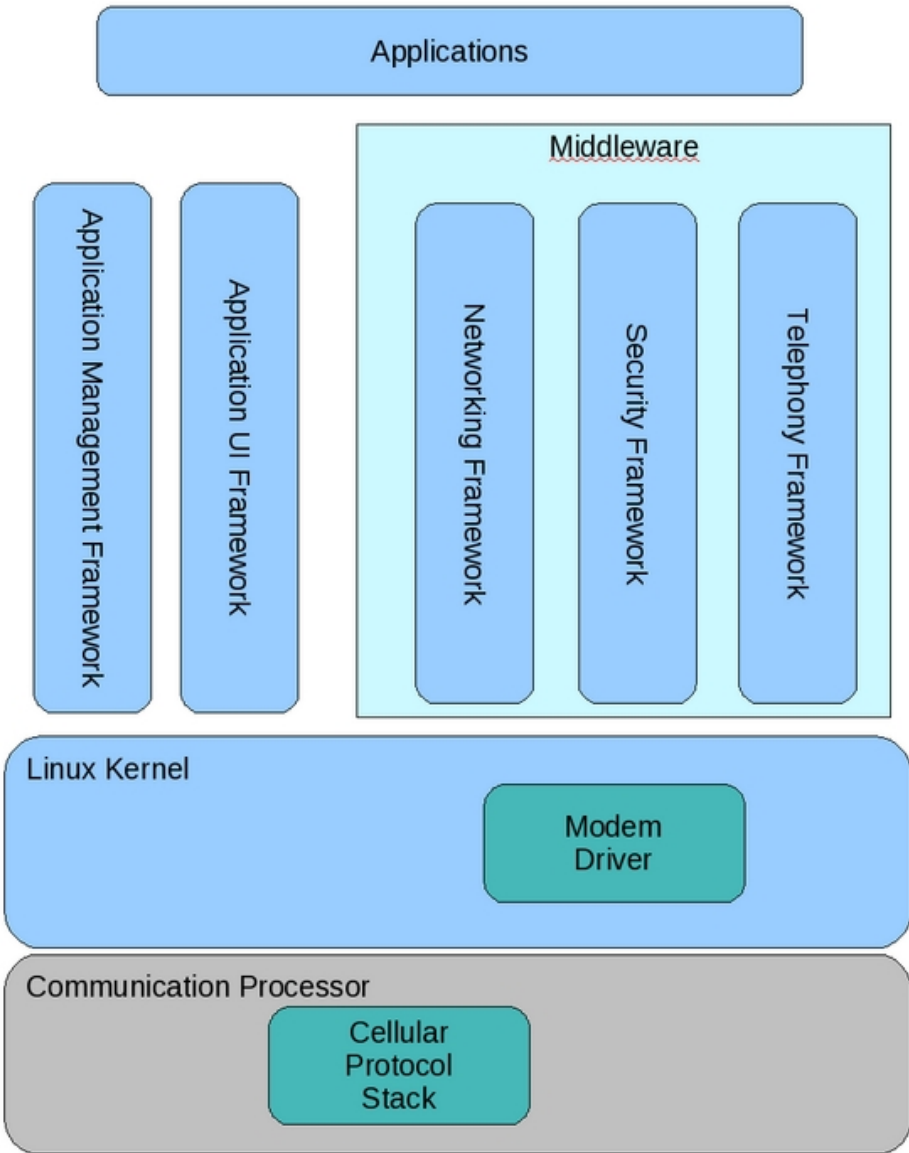 Applications
Middleware
Application Management Framework
Application UI Framework
Networking Framework
Security Framework
Telephony Framework
Linux Kernel
Modem
Driver
Communication Processor
Cellular
Protocol
Stack